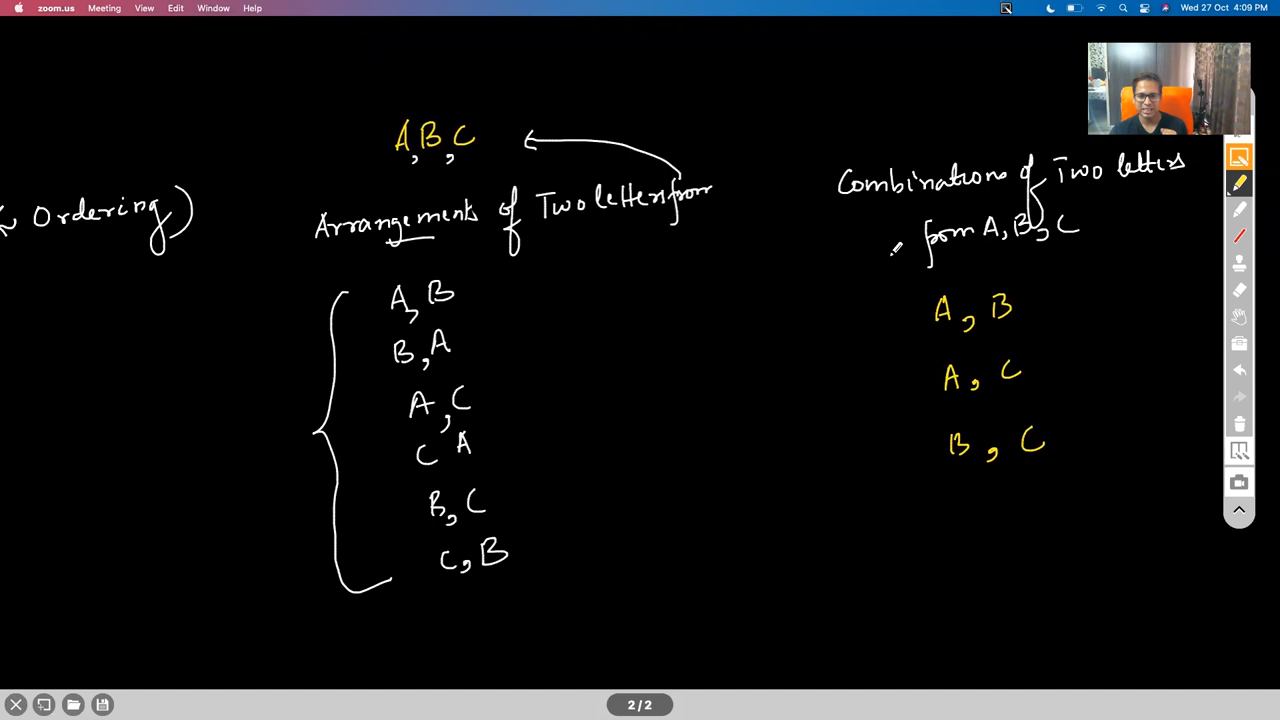 zoom.us Meeting View Edit Window Help Wed 27 Oct 4:09 PM
A, B, C
Ordering)
Arrangements of Two letters from
A, B
B, A
A, C
C A
B, C
C, B
Combinations of Two letters
from A, B, C
A, B
A, C
B, C
2/2